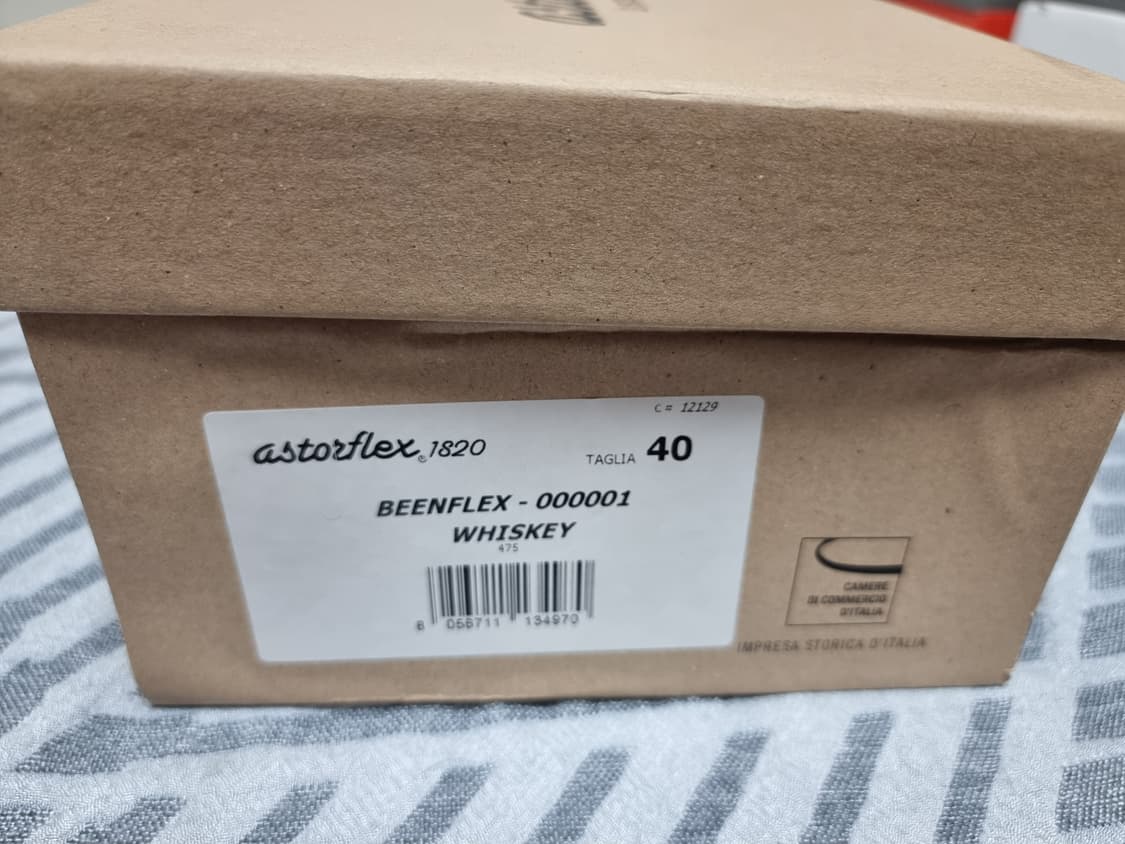 C= 12129
astorflex® 1820 TAGLIA 40
BEENFLEX - 000001
WHISKEY
475
8 056711 134970
CAMERE
DI COMMERCIO
D'ITALIA
IMPRESA STORICA D'ITALIA